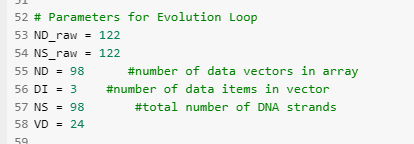 52 # Parameters for Evolution Loop
53 ND_raw = 122
54 NS_raw = 122
55 ND = 98 #number of data vectors in array
56 DI = 3 #number of data items in vector
57 NS = 98 #total number of DNA strands
58 VD = 24
59